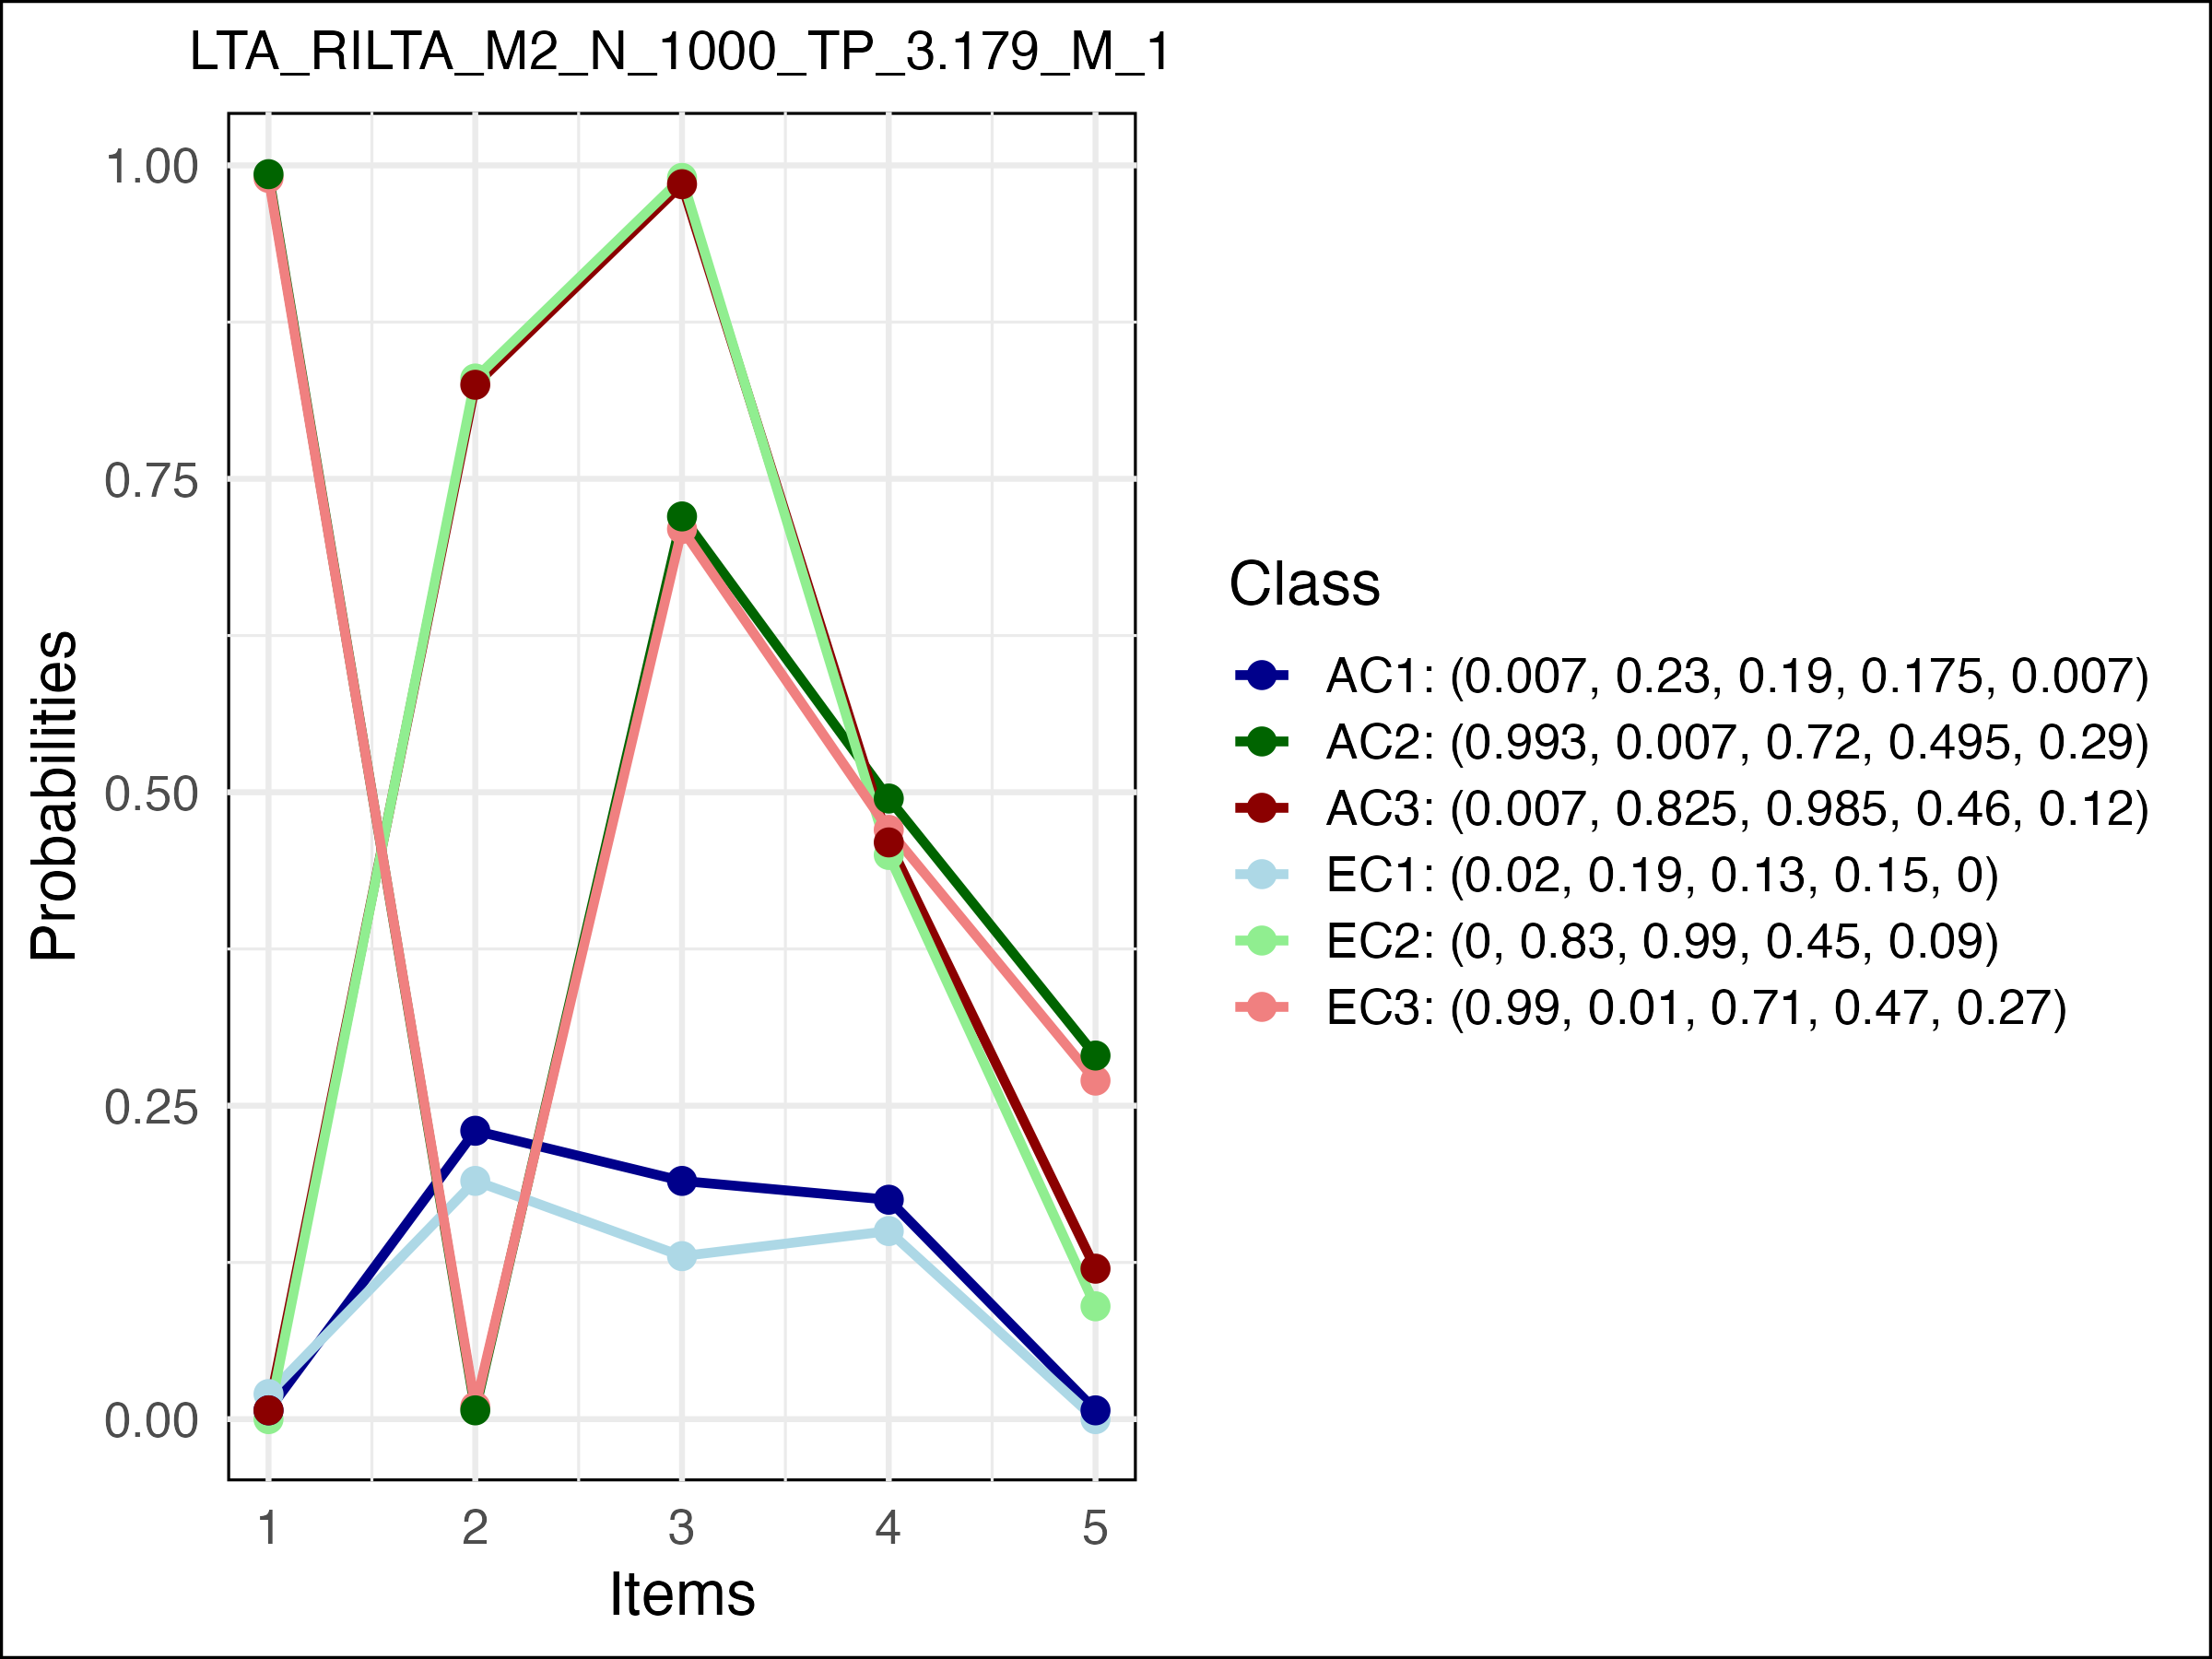 LTA_RILTA_M2_N_1000_TP_3.179_M_1
1.00
0.75
0.50
0.25
0.00
Probabilities
1 2 3 4 5
Items
Class
AC1: (0.007, 0.23, 0.19, 0.175, 0.007)
AC2: (0.993, 0.007, 0.72, 0.495, 0.29)
AC3: (0.007, 0.825, 0.985, 0.46, 0.12)
EC1: (0.02, 0.19, 0.13, 0.15, 0)
EC2: (0, 0.83, 0.99, 0.45, 0.09)
EC3: (0.99, 0.01, 0.71, 0.47, 0.27)